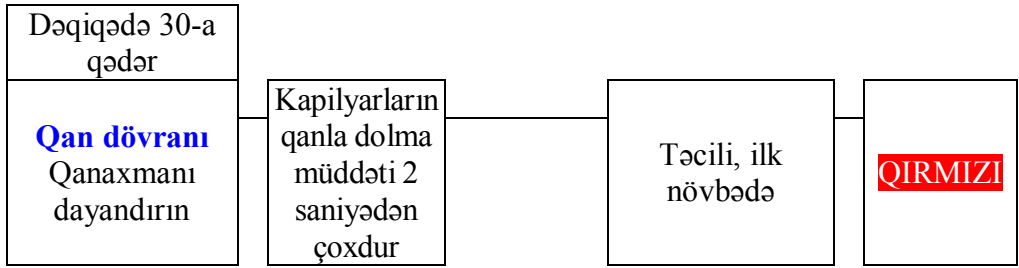 Dəqiqədə 30-a
qədər
Qan dövranı
Qanaxmanı
dayandırın
Kapilyarların
qanla dolma
müddəti 2
saniyədən
çoxdur
Təcili, ilk
növbədə
QIRMIZI